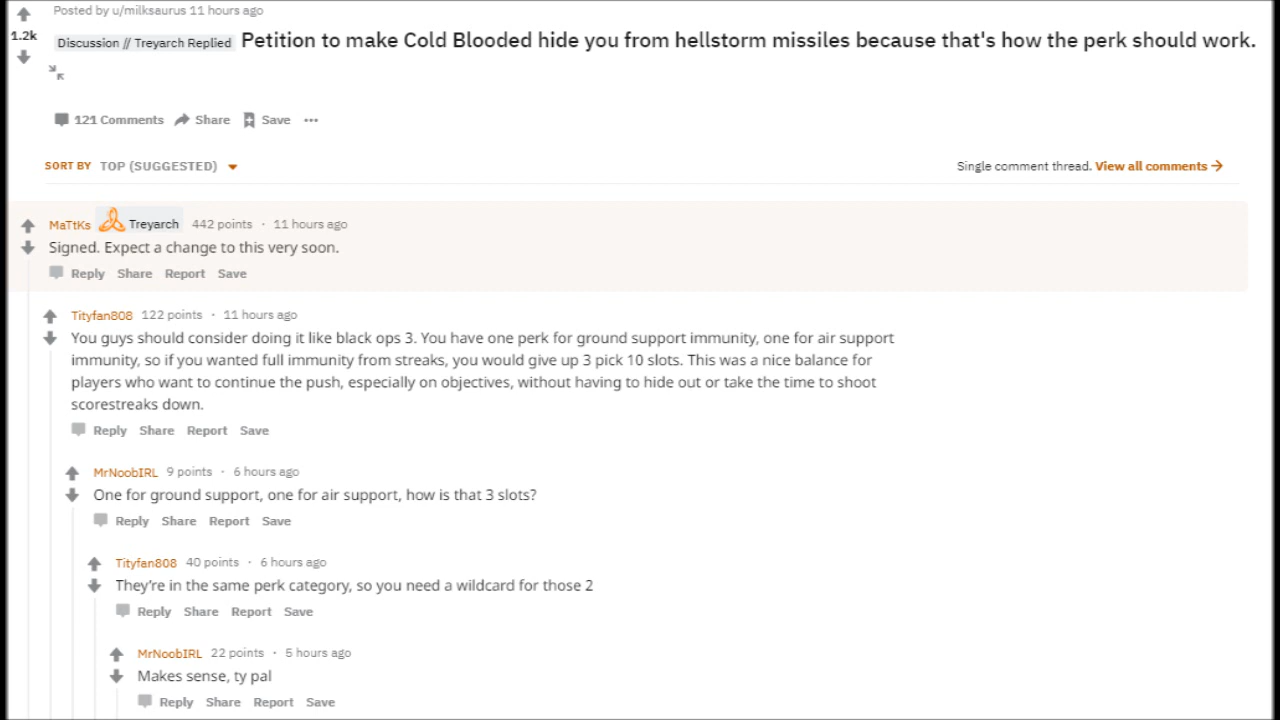 Posted by u/milksaurus 11 hours ago
1.2k
Discussion // Treyarch Replied Petition to make Cold Blooded hide you from hellstorm missiles because that's how the perk should work.
121 Comments Share Save ...
SORT BY TOP (SUGGESTED) Single comment thread. View all comments →
MaTtKs Treyarch 442 points · 11 hours ago
Signed. Expect a change to this very soon.
Reply Share Report Save
Tityfan808 122 points · 11 hours ago
You guys should consider doing it like black ops 3. You have one perk for ground support immunity, one for air support
immunity, so if you wanted full immunity from streaks, you would give up 3 pick 10 slots. This was a nice balance for
players who want to continue the push, especially on objectives, without having to hide out or take the time to shoot
scorestreaks down.
Reply Share Report Save
MrNoobIRL 9 points · 6 hours ago
One for ground support, one for air support, how is that 3 slots?
Reply Share Report Save
Tityfan808 40 points · 6 hours ago
They're in the same perk category, so you need a wildcard for those 2
Reply Share Report Save
MrNoobIRL 22 points · 5 hours ago
Makes sense, ty pal
Reply Share Report Save